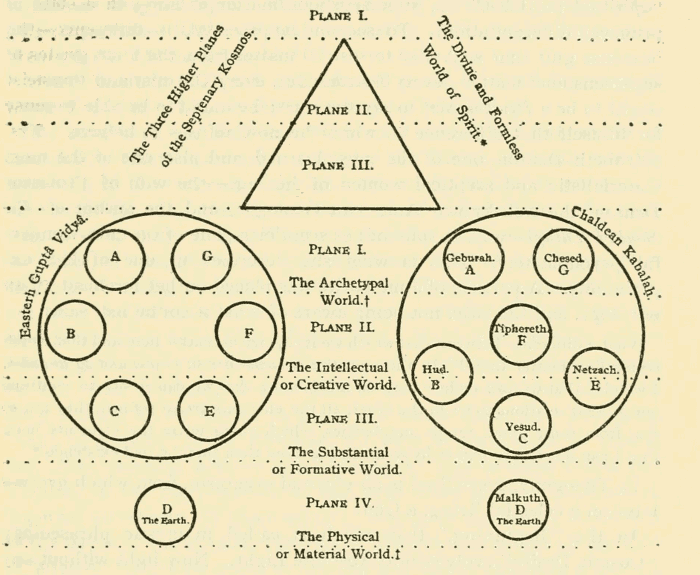 PLANE I.
The Three Higher Planes
of the Septenary Kosmos.
The Divine and Formless
World of Spirit.*
PLANE II.
PLANE III.
Eastern Guptâ Vidyâ.
Chaldean Kabalah.
A
G
PLANE I.
Geburah.
A
Chesed.
G
The Archetypal
World.†
B
F
PLANE II.
Tiphereth.
F
The Intellectual
or Creative World.
Hud.
B
Netzach.
E
C
E
PLANE III.
Yesud.
C
The Substantial
or Formative World.
D
The Earth.
PLANE IV.
Malkuth.
D
The Earth.
The Physical
or Material World.†